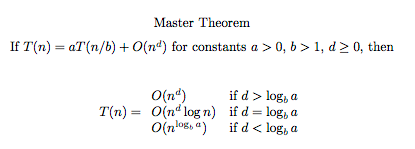 Master Theorem
If T(n) = aT(n/b) + O(n^d) for constants a > 0, b > 1, d ≥ 0, then
O(n^d) if d > log_b a
T(n) = O(n^d log n) if d = log_b a
O(n^{log_b a}) if d < log_b a